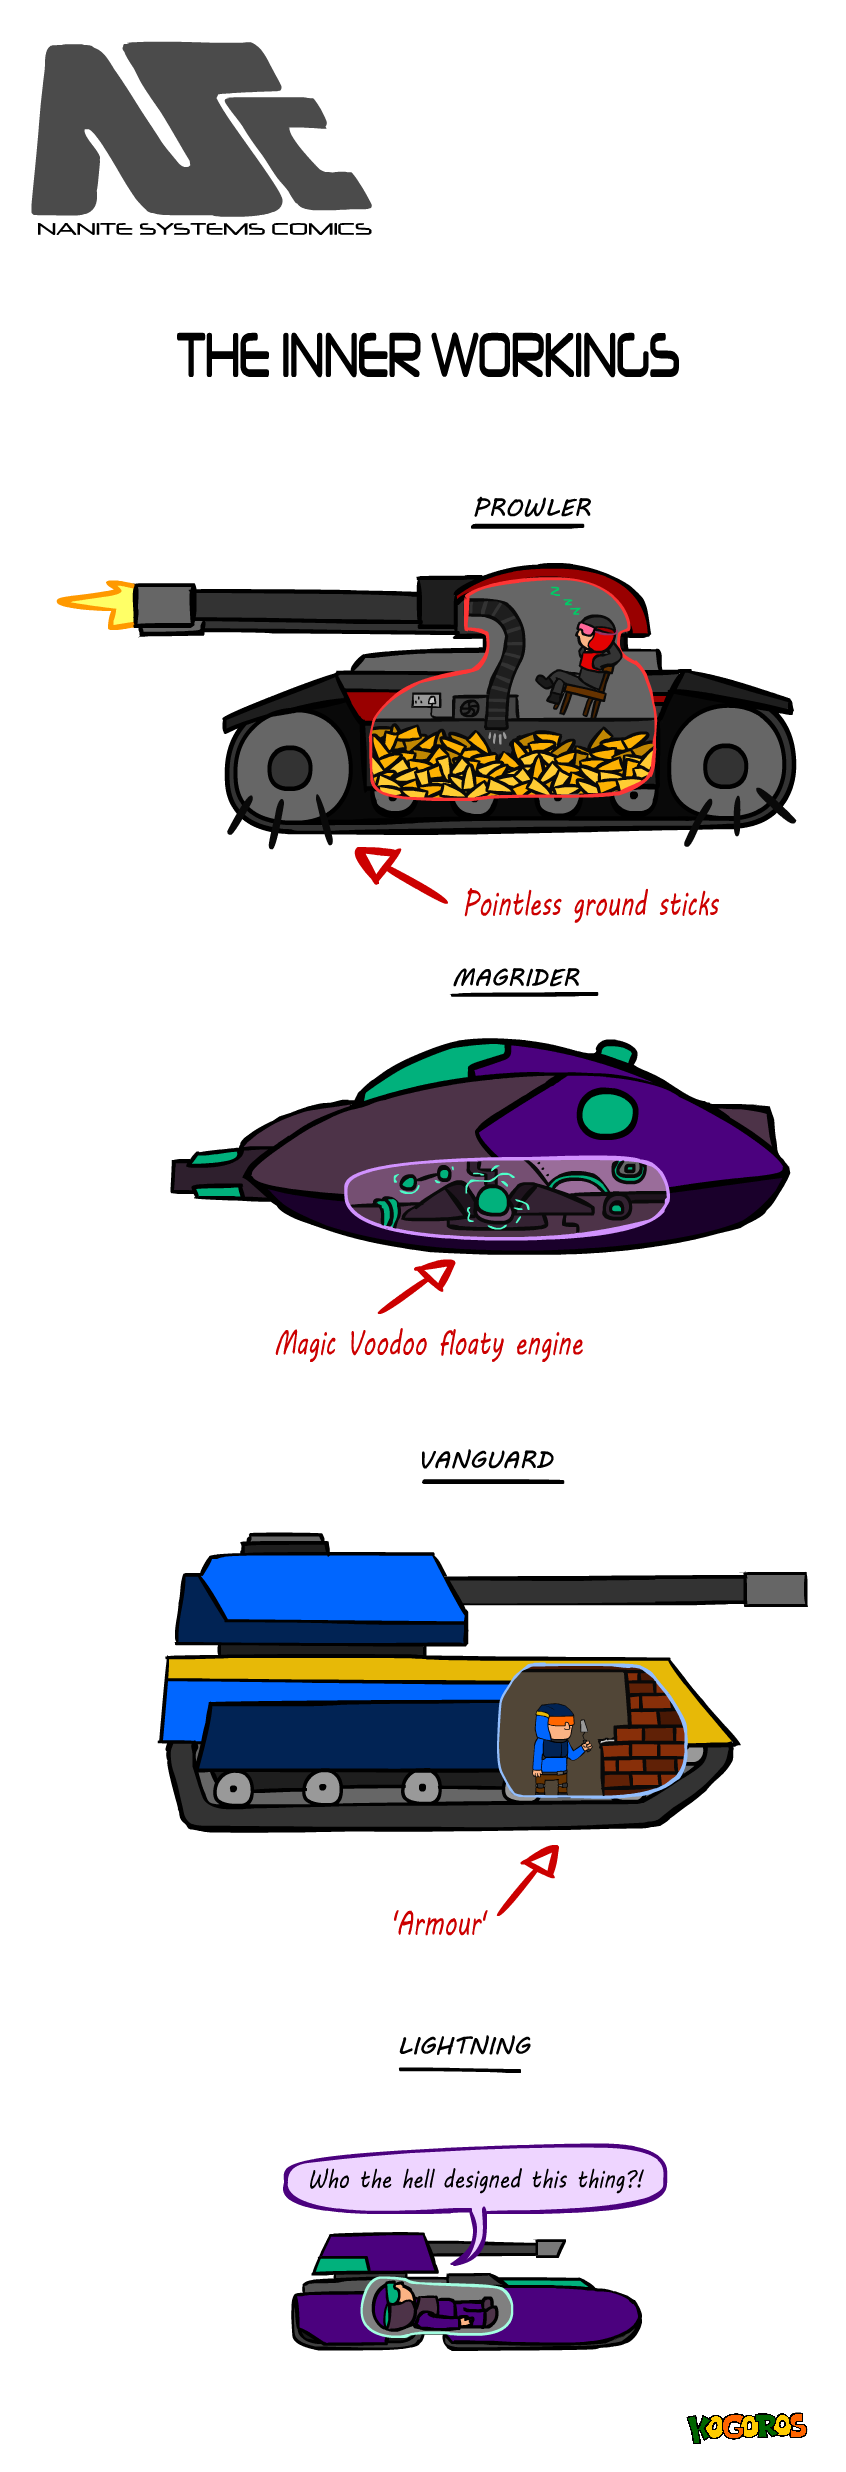 NSC
NANITE SYSTEMS COMICS
THE INNER WORKINGS
PROWLER
z
z
z
z
Pointless ground sticks
MAGRIDER
Magic Voodoo floaty engine
VANGUARD
'Armour'
LIGHTNING
Who the hell designed this thing?!
KOGOROS